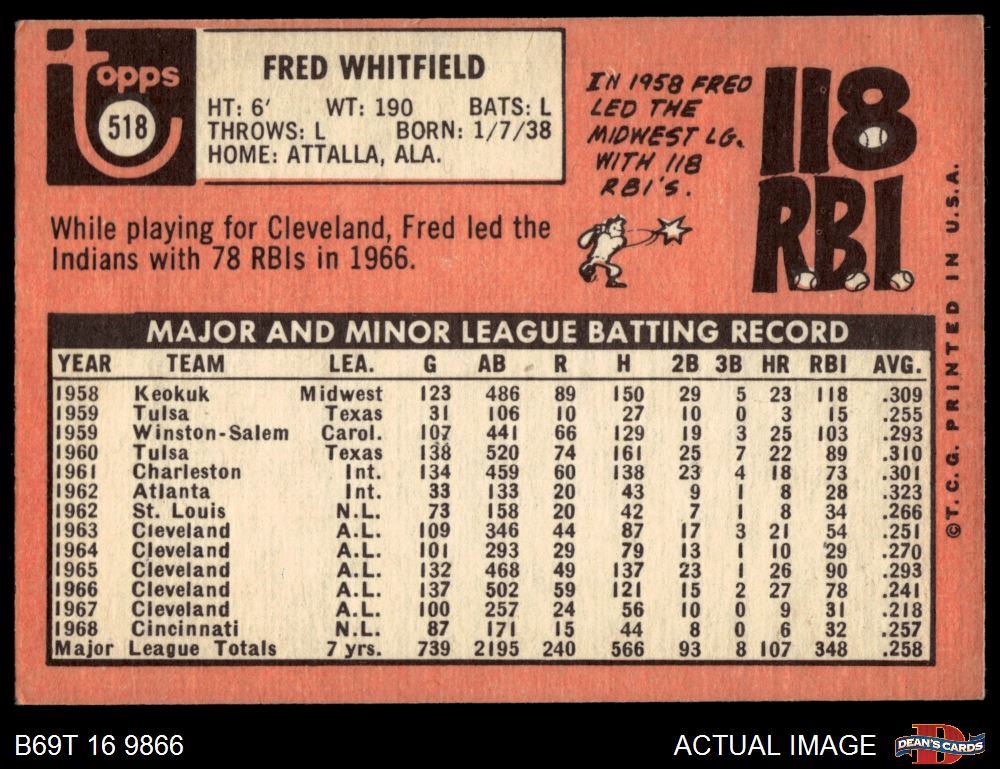 Topps
518
FRED WHITFIELD
HT: 6' WT: 190 BATS: L
THROWS: L BORN: 1/7/38
HOME: ATTALLA, ALA.
IN 1958 FRED
LED THE
MIDWEST LG.
WITH 118
RBI'S.
118
RBI
While playing for Cleveland, Fred led the
Indians with 78 RBIs in 1966.
MAJOR AND MINOR LEAGUE BATTING RECORD
YEAR TEAM LEA. G AB R H 2B 3B HR RBI AVG.
1958 Keokuk Midwest 123 486 89 150 29 5 23 118 .309
1959 Tulsa Texas 31 106 10 27 10 0 3 15 .255
1959 Winston-Salem Carol. 107 441 66 129 19 3 25 103 .293
1960 Tulsa Texas 138 520 74 161 25 7 22 89 .310
1961 Charleston Int. 134 459 60 138 23 4 18 73 .301
1962 Atlanta Int. 33 133 20 43 9 1 8 28 .323
1962 St. Louis N.L. 73 158 20 42 7 1 8 34 .266
1963 Cleveland A.L. 109 346 44 87 17 3 21 54 .251
1964 Cleveland A.L. 101 293 29 79 13 1 10 29 .270
1965 Cleveland A.L. 132 468 49 137 23 1 26 90 .293
1966 Cleveland A.L. 137 502 59 121 15 2 27 78 .241
1967 Cleveland A.L. 100 257 24 56 10 0 9 31 .218
1968 Cincinnati N.L. 87 171 15 44 8 0 6 32 .257
Major League Totals 7 yrs. 739 2195 240 566 93 8 107 348 .258
©T.C.G. PRINTED IN U.S.A.
B69T 16 9866
ACTUAL IMAGE
D
DEAN'S CARDS